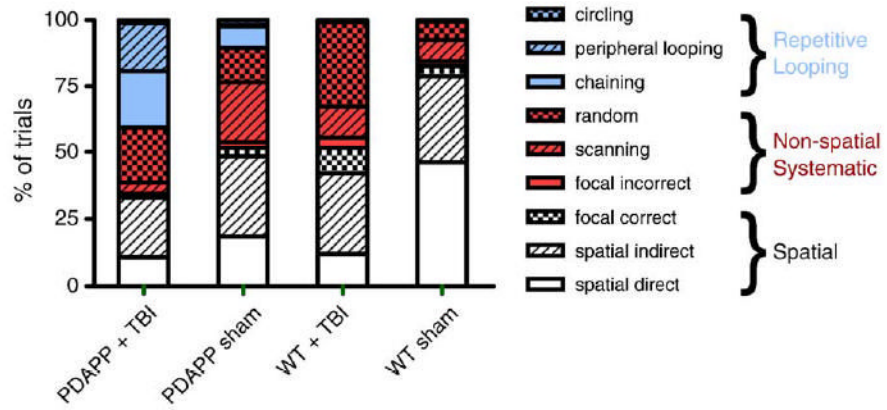 100
75
50
25
0
% of trials
PDAPP + TBI
PDAPP sham
WT + TBI
WT sham
circling
peripheral looping
chaining
random
scanning
focal incorrect
focal correct
spatial indirect
spatial direct
Repetitive
Looping
Non-spatial
Systematic
Spatial